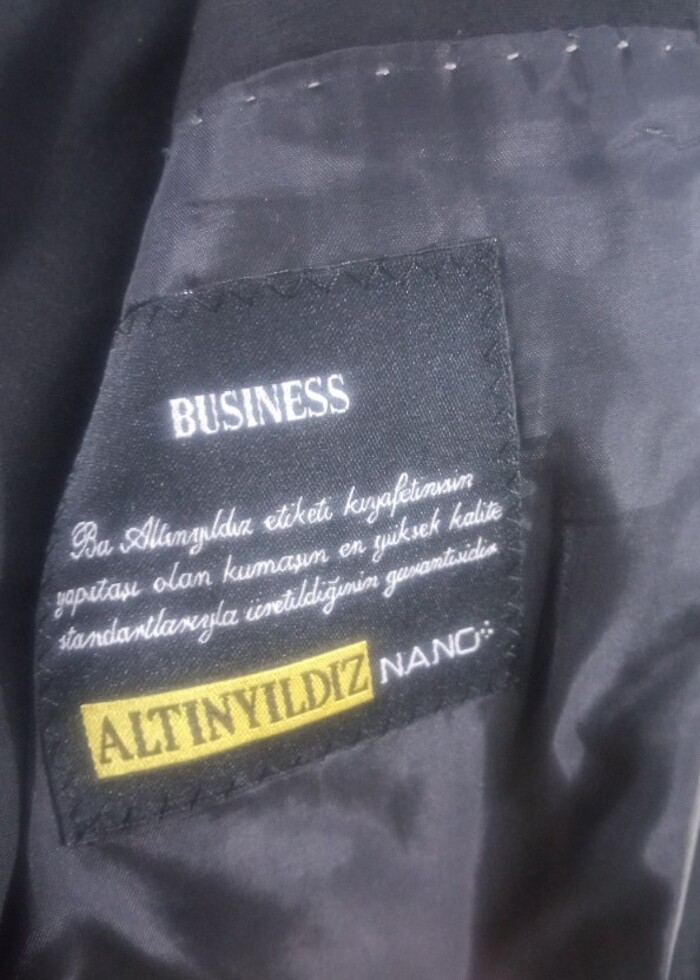 BUSINESS
Bu Altınyıldız etiketi kıyafetinizin
yapıtaşı olan kumaşın en yüksek kalite
standartlarıyla üretildiğinin garantisidir
ALTINYILDIZ NANO